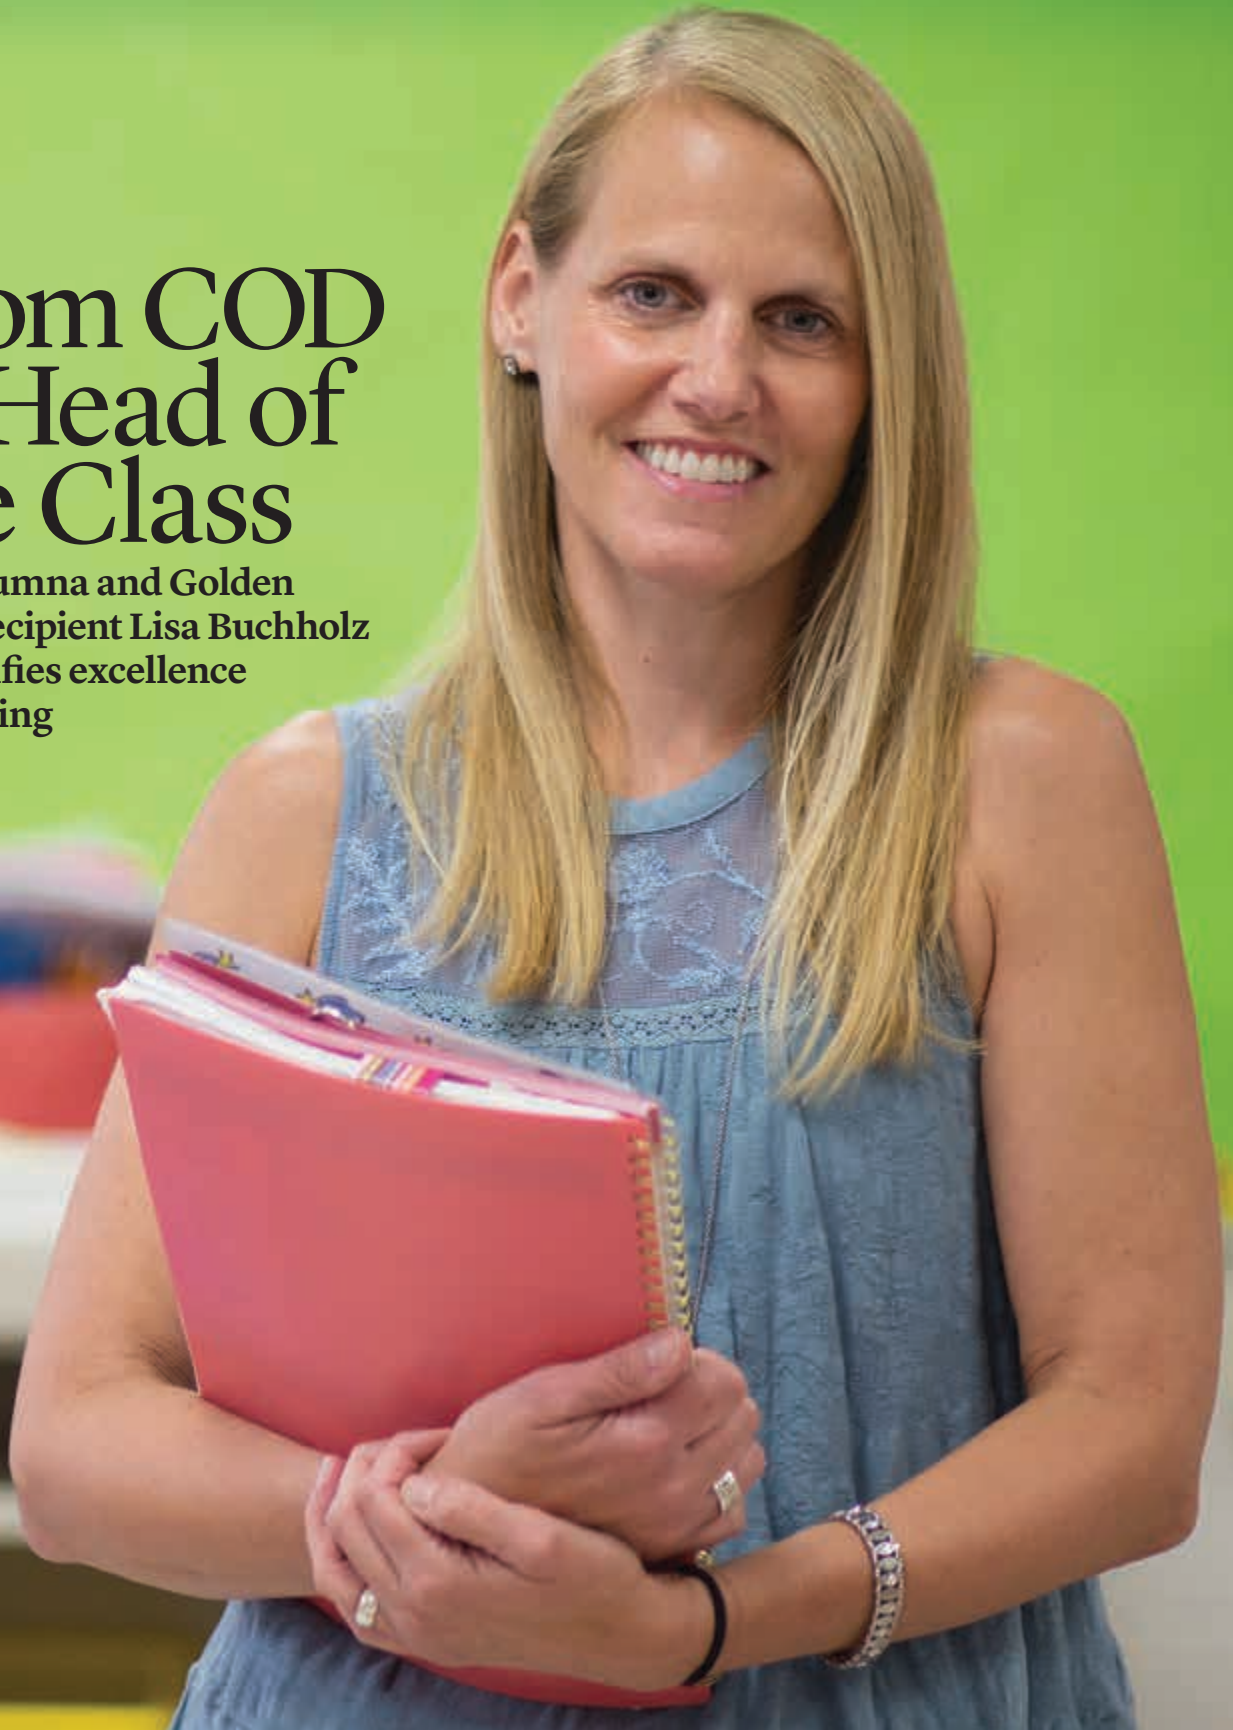 om COD
Head of
e Class
umna and Golden
ecipient Lisa Buchholz
fies excellence
ing